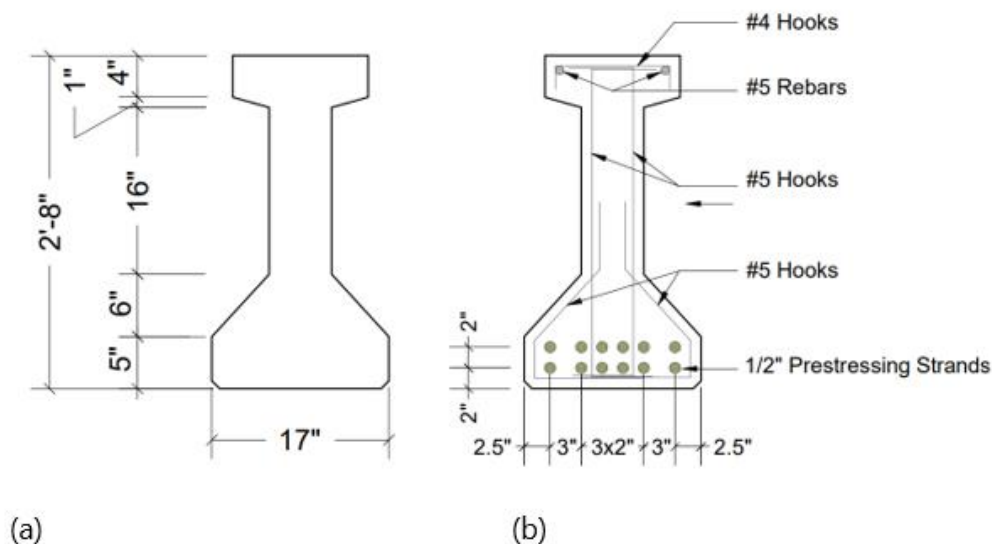 2'-8"
1"
4"
16"
6"
5"
17"
#4 Hooks
#5 Rebars
#5 Hooks
#5 Hooks
1/2" Prestressing Strands
2"
2"
2.5" 3" 3x2" 3" 2.5"
(a) (b)